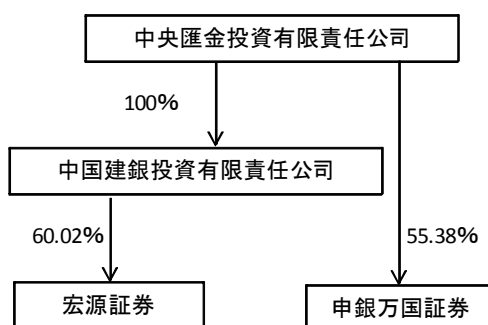 中央匯金投資有限責任公司
100%
中国建銀投資有限責任公司
60.02%
55.38%
宏源証券
申銀万国証券